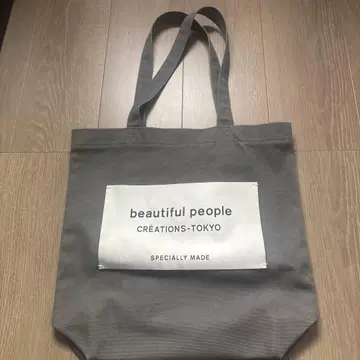 beautiful people
CRÉATIONS-TOKYO
SPECIALLY MADE